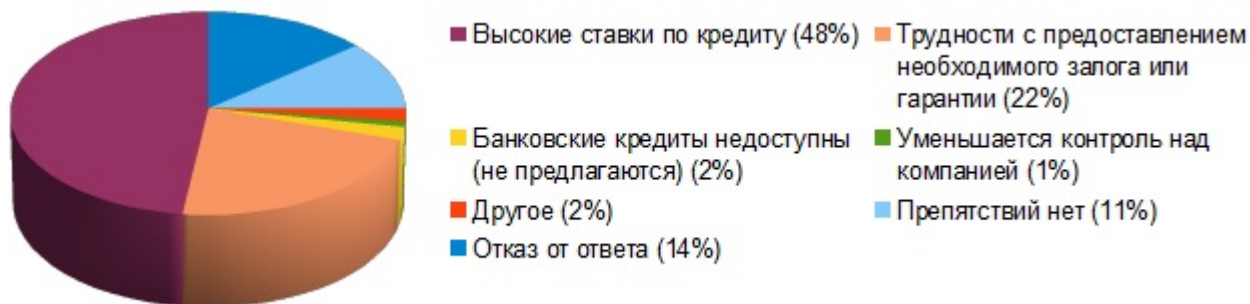 Высокие ставки по кредиту (48%)
Трудности с предоставлением
необходимого залога или
гарантии (22%)
Банковские кредиты недоступны
(не предлагаются) (2%)
Уменьшается контроль над
компанией (1%)
Другое (2%)
Препятствий нет (11%)
Отказ от ответа (14%)